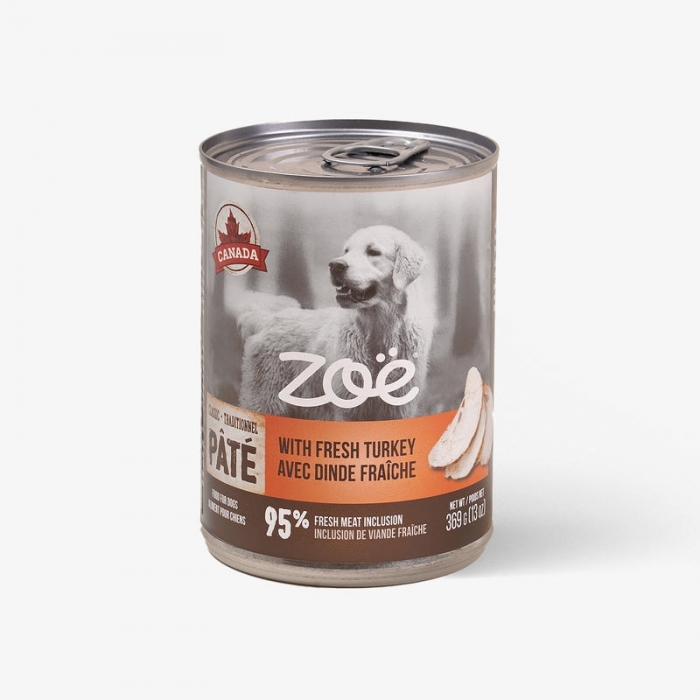 CANADA
zoë
CLASSIC - TRADITIONNEL
PÂTÉ
WITH FRESH TURKEY
AVEC DINDE FRAÎCHE
FOOD FOR DOGS
ALIMENT POUR CHIENS
95% FRESH MEAT INCLUSION
INCLUSION DE VIANDE FRAÎCHE
NET WT / POIDS NET
369 g (13 oz)